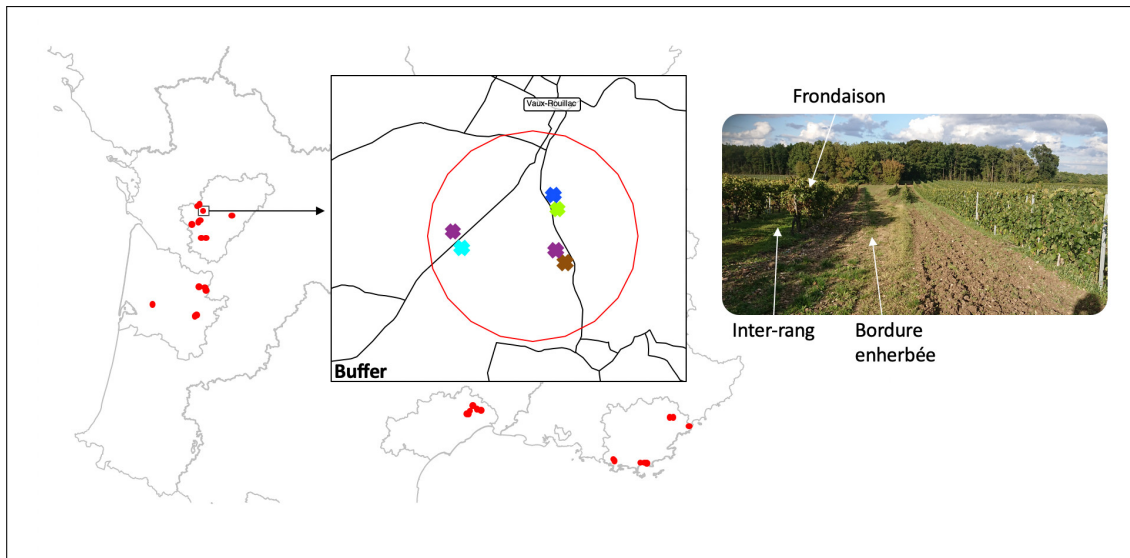 Vaux-Rouillac
Buffer
Frondaison
Inter-rang
Bordure
enherbée